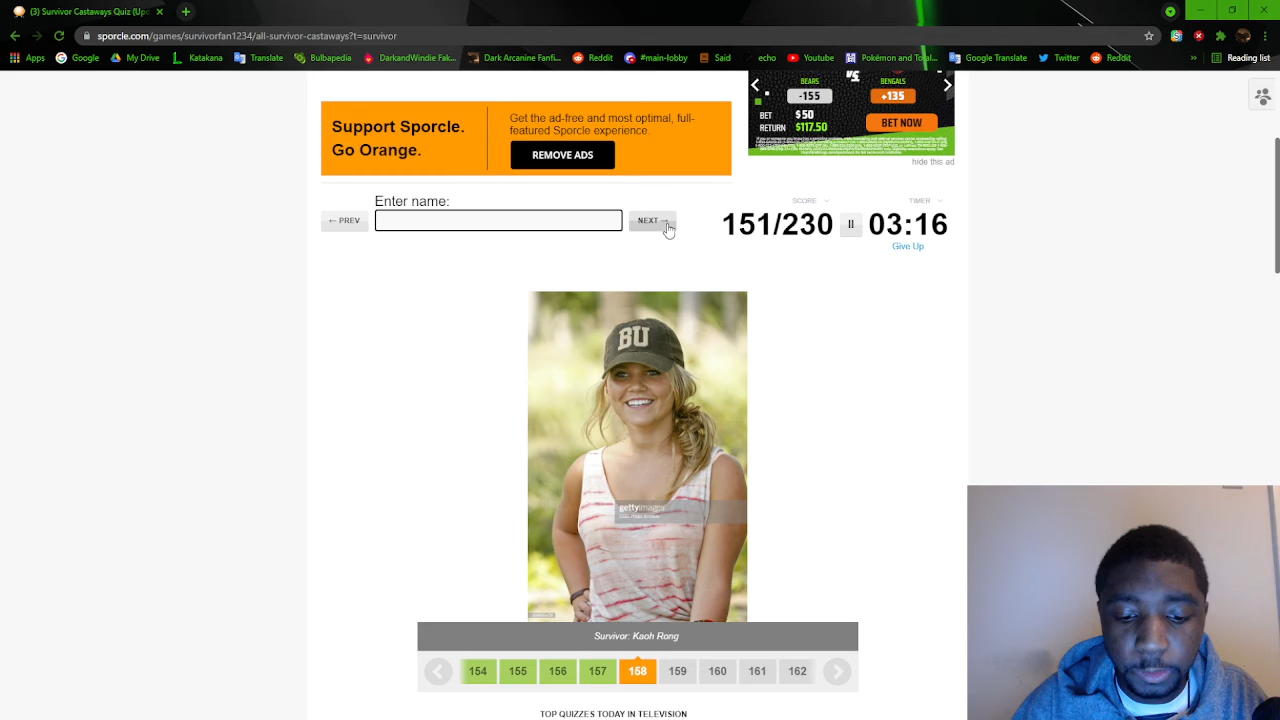 (3) Survivor Castaways Quiz (Upd
sporcle.com/games/survivorfan1234/all-survivor-castaways?t=survivor
Apps Google Translate Katakana Translate Bulbapedia DarkandWindie Fak... Dark Arcanine Fanfi... Reddit #main-lobby Said echo Youtube Pokémon and Total... Google Translate Twitter Reddit » Reading list
Support Sporcle.
Go Orange.
Get the ad-free and most optimal, full-
featured Sporcle experience.
REMOVE ADS
VS
BEARS BENGALS
-155 +135
BET $50
RETURN $117.50
BET NOW
hide this ad
Enter name:
← PREV
NEXT →
SCORE TIMER
151/230 03:16
Give Up
BU
gettyimages
Survivor: Kaoh Rong
154 155 156 157 158 159 160 161 162
TOP QUIZZES TODAY IN TELEVISION